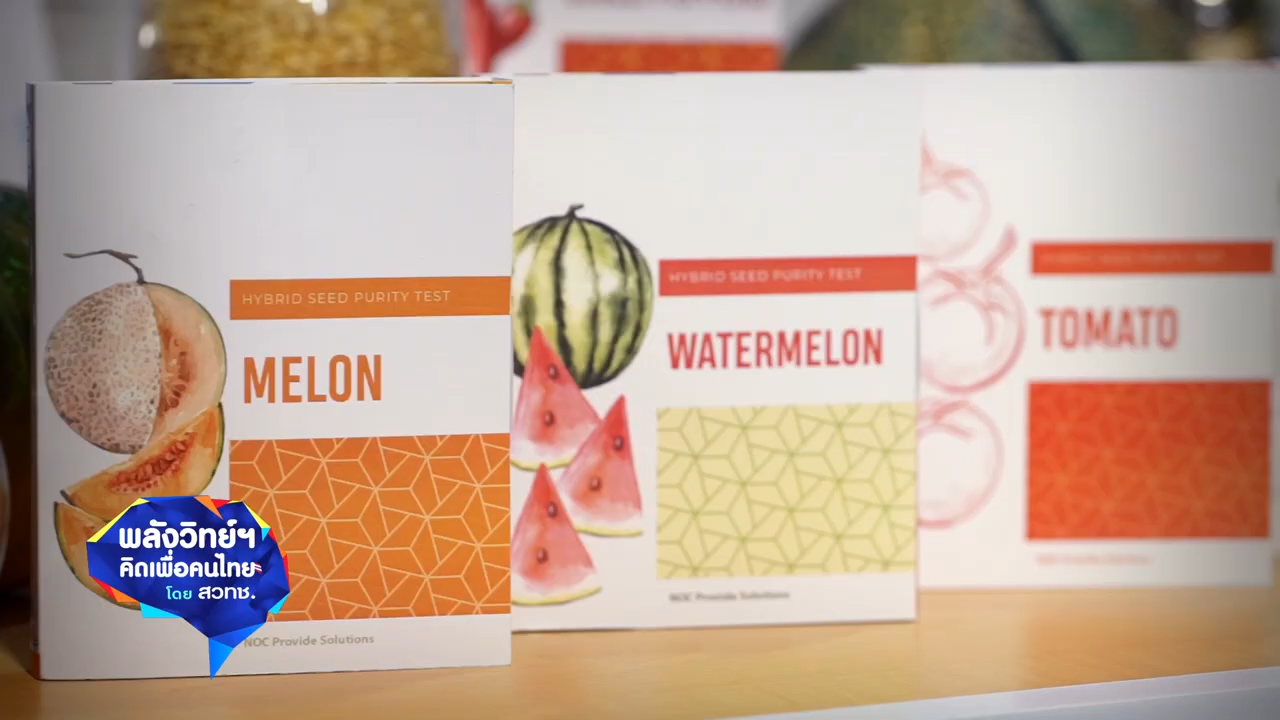 HYBRID SEED PURITY TEST
MELON
NOC Provide Solutions
HYBRID SEED PURITY TEST
WATERMELON
NOC Provide Solutions
TOMATO
พลังวิทย์ฯ
คิดเพื่อคนไทย
โดย สวทช.